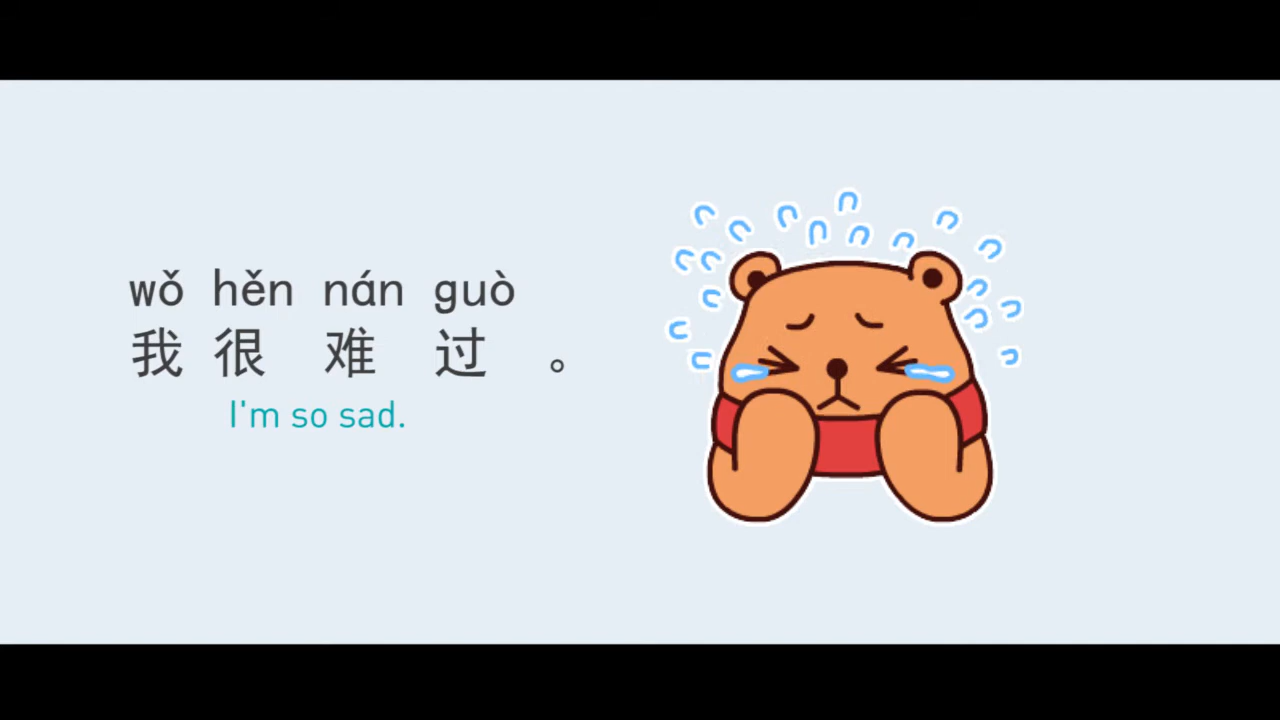 wǒ hěn nán guò
我 很 难 过 。
I'm so sad.